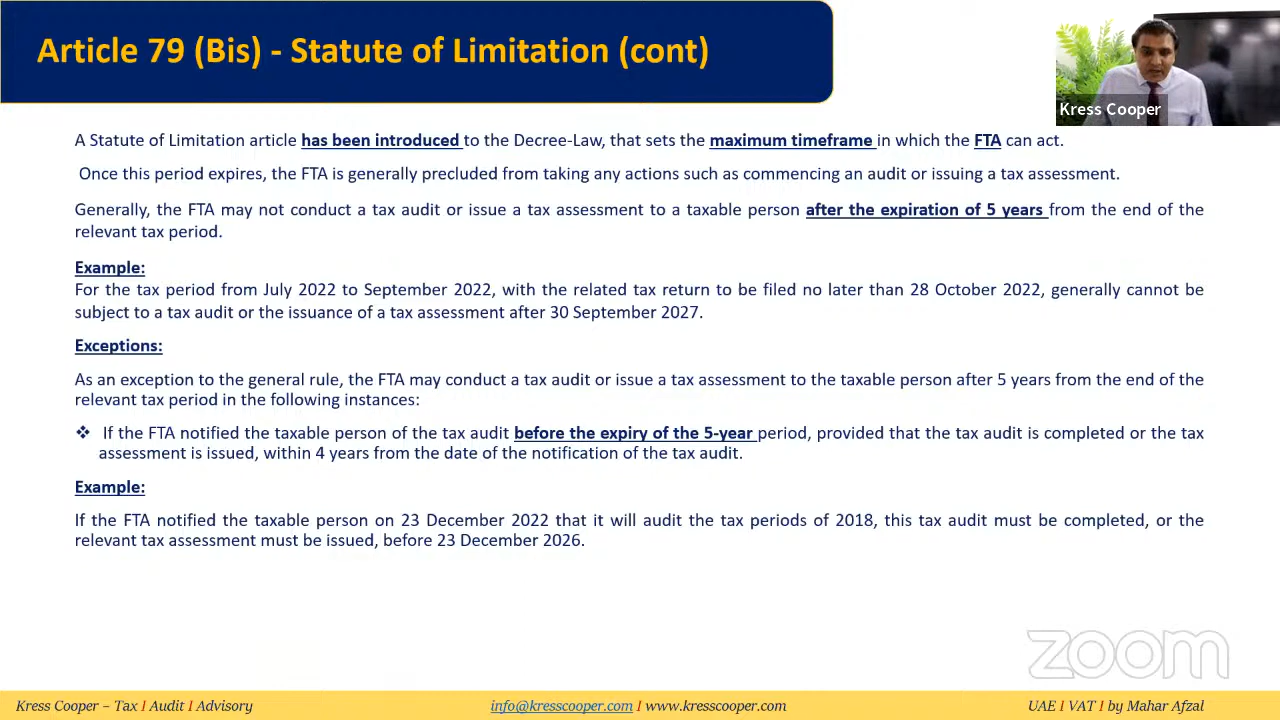 Article 79 (Bis) - Statute of Limitation (cont)
Kress Cooper
A Statute of Limitation article has been introduced to the Decree-Law, that sets the maximum timeframe in which the FTA can act.
Once this period expires, the FTA is generally precluded from taking any actions such as commencing an audit or issuing a tax assessment.
Generally, the FTA may not conduct a tax audit or issue a tax assessment to a taxable person after the expiration of 5 years from the end of the
relevant tax period.
Example:
For the tax period from July 2022 to September 2022, with the related tax return to be filed no later than 28 October 2022, generally cannot be
subject to a tax audit or the issuance of a tax assessment after 30 September 2027.
Exceptions:
As an exception to the general rule, the FTA may conduct a tax audit or issue a tax assessment to the taxable person after 5 years from the end of the
relevant tax period in the following instances:
❖ If the FTA notified the taxable person of the tax audit before the expiry of the 5-year period, provided that the tax audit is completed or the tax
assessment is issued, within 4 years from the date of the notification of the tax audit.
Example:
If the FTA notified the taxable person on 23 December 2022 that it will audit the tax periods of 2018, this tax audit must be completed, or the
relevant tax assessment must be issued, before 23 December 2026.
zoom
Kress Cooper – Tax I Audit I Advisory info@kresscooper.com I www.kresscooper.com UAE I VAT I by Mahar Afzal